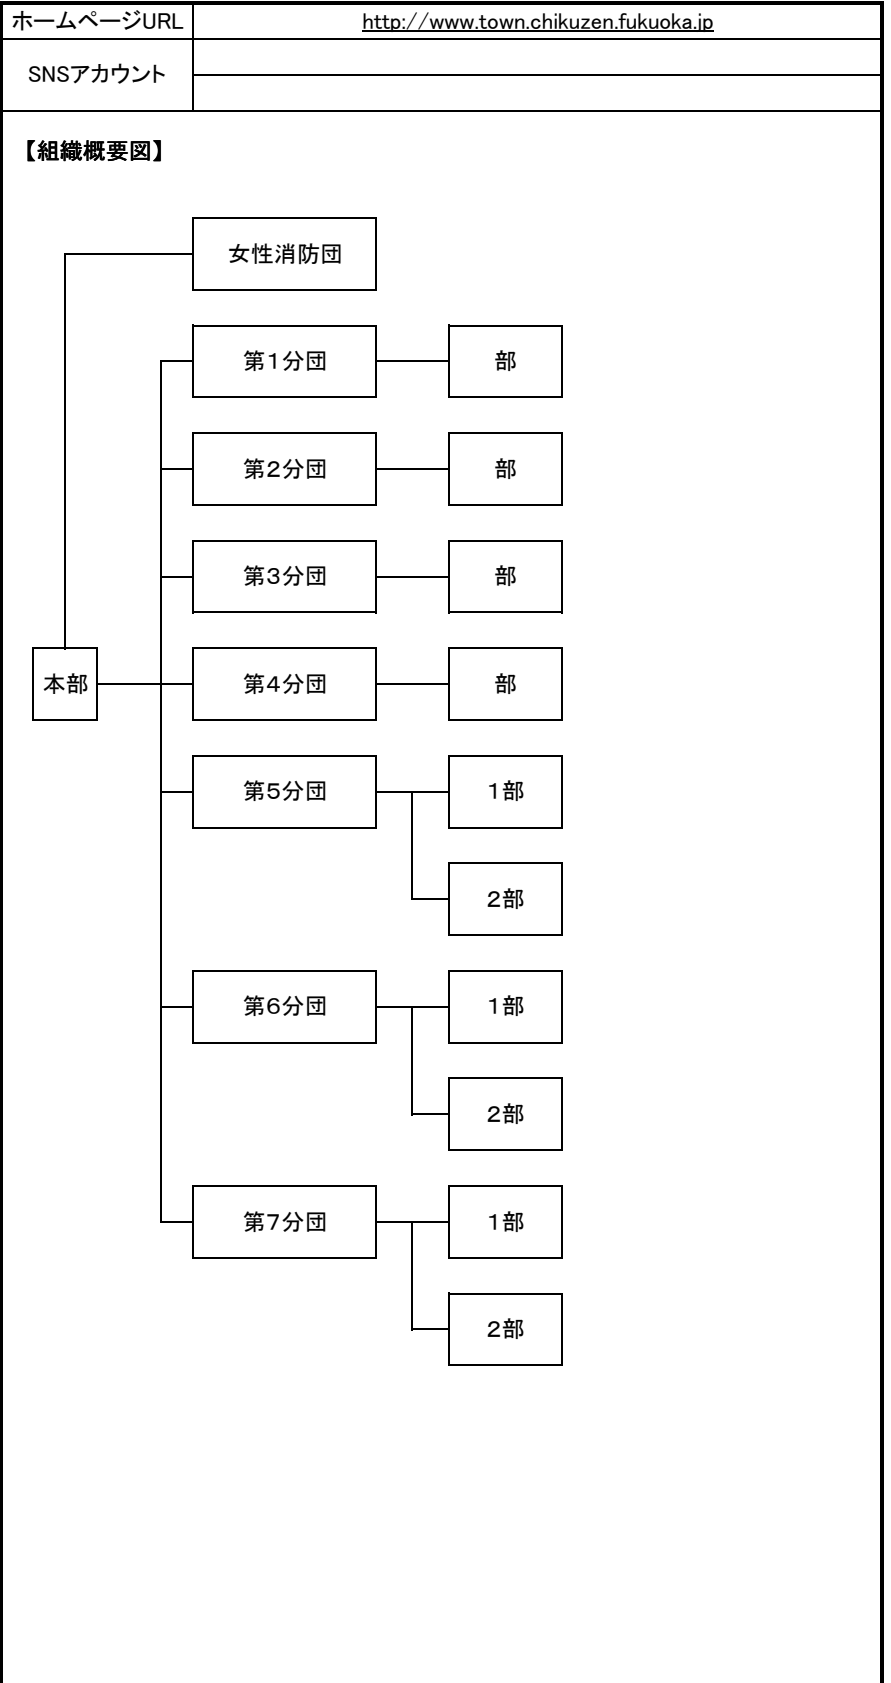 ホームページURL http://www.town.chikuzen.fukuoka.jp
SNSアカウント
【組織概要図】
女性消防団
第1分団 部
第2分団 部
第3分団 部
本部 第4分団 部
第5分団 1部
2部
第6分団 1部
2部
第7分団 1部
2部